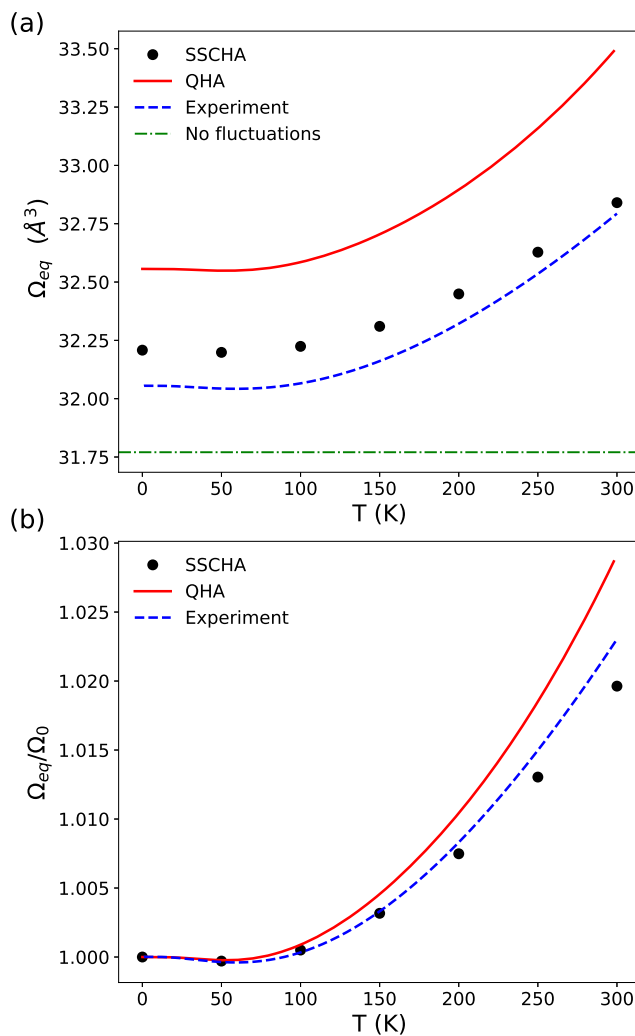 (a)
SSCHA
QHA
Experiment
No fluctuations
33.50
33.25
33.00
32.75
32.50
32.25
32.00
31.75
Ω_eq (Å³)
0 50 100 150 200 250 300
T (K)
(b)
SSCHA
QHA
Experiment
1.030
1.025
1.020
1.015
1.010
1.005
1.000
Ω_eq/Ω_0
0 50 100 150 200 250 300
T (K)